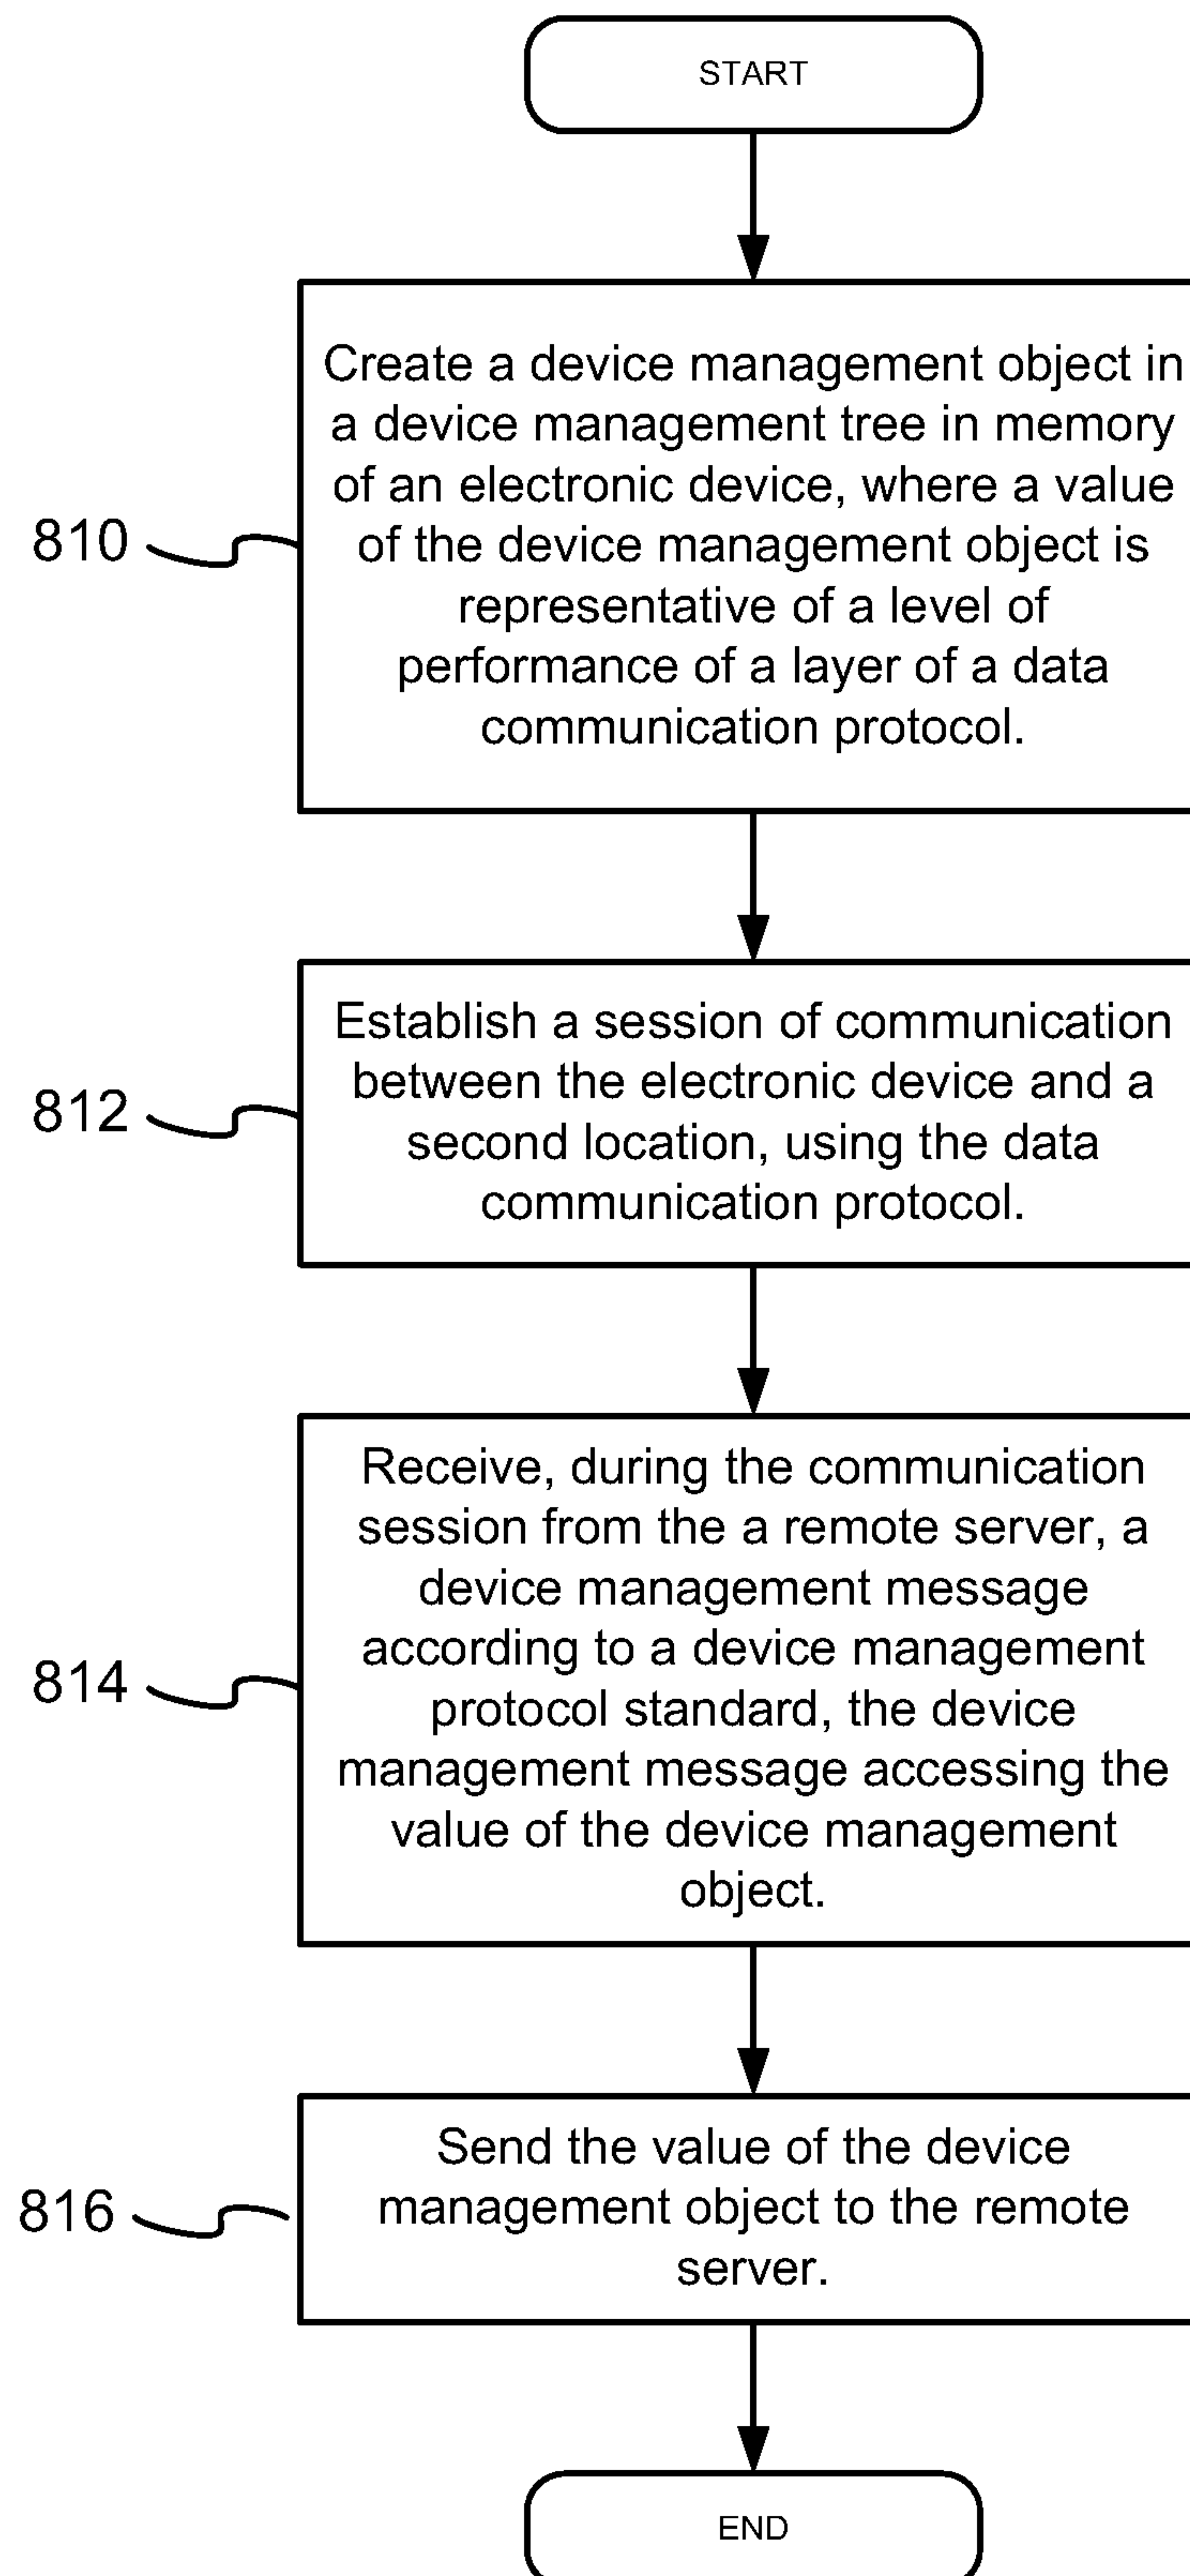 START
Create a device management object in
a device management tree in memory
of an electronic device, where a value
of the device management object is
representative of a level of
performance of a layer of a data
communication protocol.
810
Establish a session of communication
between the electronic device and a
second location, using the data
communication protocol.
812
Receive, during the communication
session from the a remote server, a
device management message
according to a device management
protocol standard, the device
management message accessing the
value of the device management
object.
814
Send the value of the device
management object to the remote
server.
816
END